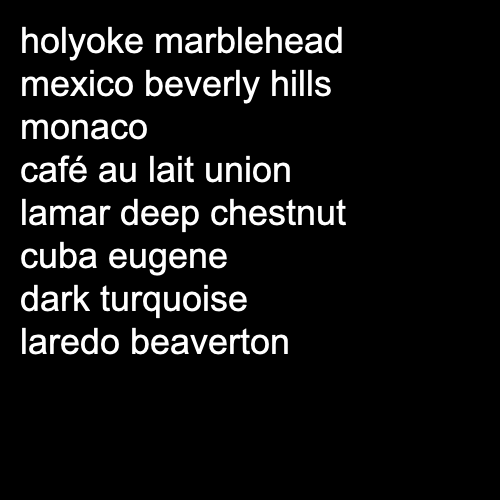 holyoke marblehead
mexico beverly hills
monaco
café au lait union
lamar deep chestnut
cuba eugene
dark turquoise
laredo beaverton